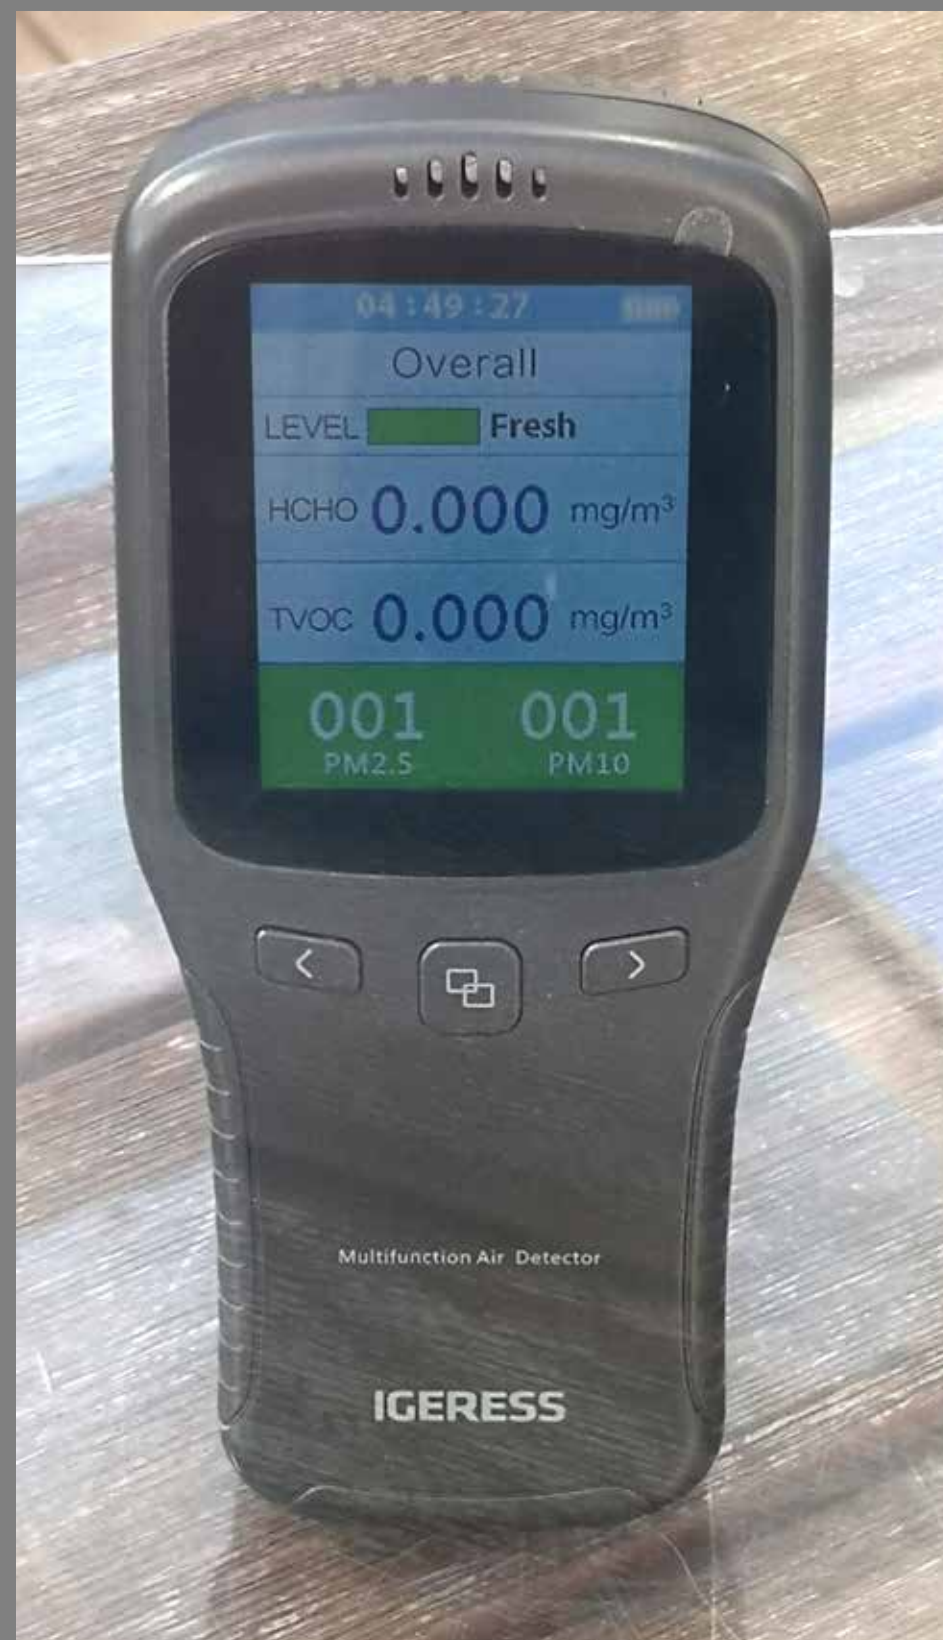 04:49:27
Overall
LEVEL Fresh
HCHO 0.000 mg/m³
TVOC 0.000 mg/m³
001 001
PM2.5 PM10
Multifunction Air Detector
IGERESS